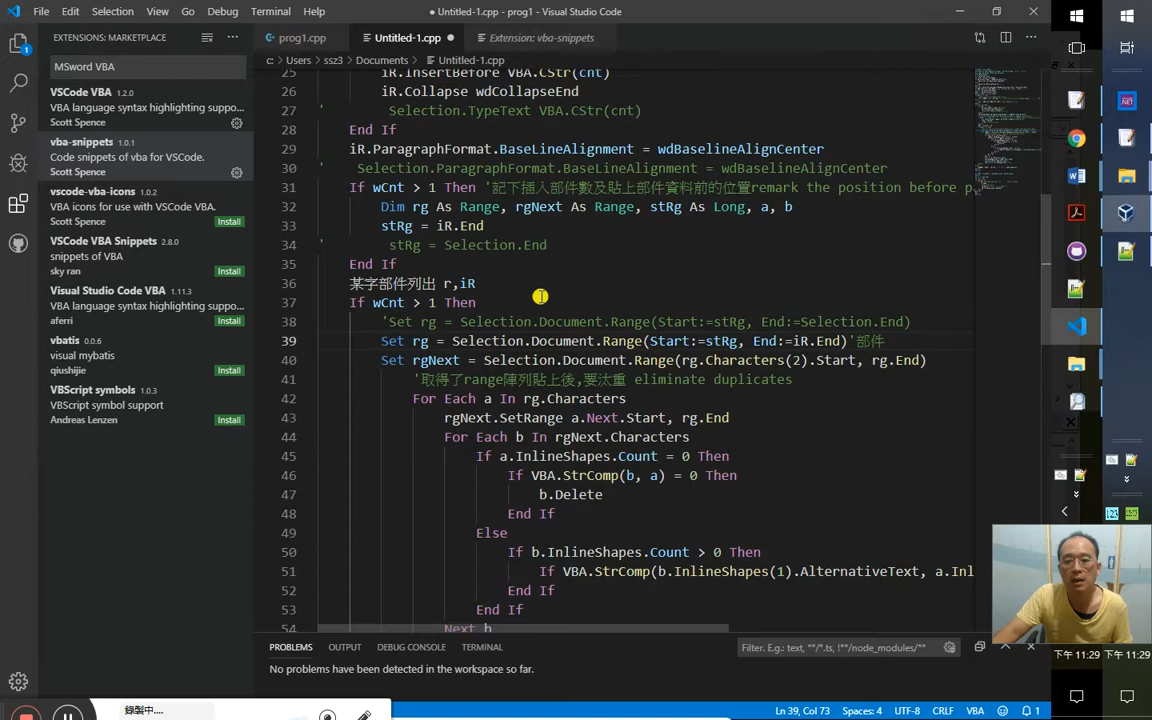 File Edit Selection View Go Debug Terminal Help
● Untitled-1.cpp - prog1 - Visual Studio Code
EXTENSIONS: MARKETPLACE
MSword VBA
VSCode VBA 1.2.0
VBA language syntax highlighting suppo...
Scott Spence
vba-snippets 1.0.1
Code snippets of vba for VSCode.
Scott Spence
vscode-vba-icons 1.0.2
VBA icons for use with VSCode VBA.
Scott Spence Install
VSCode VBA Snippets 2.8.0
snippets of VBA
sky ran Install
Visual Studio Code VBA 1.11.3
VBA language syntax highlighting suppo...
aferri Install
vbatis 0.0.6
visual mybatis
qiushijie Install
VBScript symbols 1.0.3
VBScript symbol support
Andreas Lenzen Install
prog1.cpp Untitled-1.cpp ● Extension: vba-snippets
C: > Users > ssz3 > Documents > Untitled-1.cpp
25 iR.InsertBefore VBA.CStr(cnt)
26 iR.Collapse wdCollapseEnd
27 ' Selection.TypeText VBA.CStr(cnt)
28 End If
29 iR.ParagraphFormat.BaseLineAlignment = wdBaselineAlignCenter
30 ' Selection.ParagraphFormat.BaseLineAlignment = wdBaselineAlignCenter
31 If wCnt > 1 Then '記下插入部件數及貼上部件資料前的位置remark the position before p
32 Dim rg As Range, rgNext As Range, stRg As Long, a, b
33 stRg = iR.End
34 ' stRg = Selection.End
35 End If
36 某字部件列出 r,iR
37 If wCnt > 1 Then
38 'Set rg = Selection.Document.Range(Start:=stRg, End:=Selection.End)
39 Set rg = Selection.Document.Range(Start:=stRg, End:=iR.End)'部件
40 Set rgNext = Selection.Document.Range(rg.Characters(2).Start, rg.End)
41 '取得了range陣列貼上後,要汰重 eliminate duplicates
42 For Each a In rg.Characters
43 rgNext.SetRange a.Next.Start, rg.End
44 For Each b In rgNext.Characters
45 If a.InlineShapes.Count = 0 Then
46 If VBA.StrComp(b, a) = 0 Then
47 b.Delete
48 End If
49 Else
50 If b.InlineShapes.Count > 0 Then
51 If VBA.StrComp(b.InlineShapes(1).AlternativeText, a.Inl
52 End If
53 End If
54 Next b
PROBLEMS OUTPUT DEBUG CONSOLE TERMINAL
Filter. E.g.: text, **/*.ts, !**/node_modules/**
No problems have been detected in the workspace so far.
Ln 39, Col 73 Spaces: 4 UTF-8 CRLF VBA 1
錄製中....
下午 11:29 下午 11:29